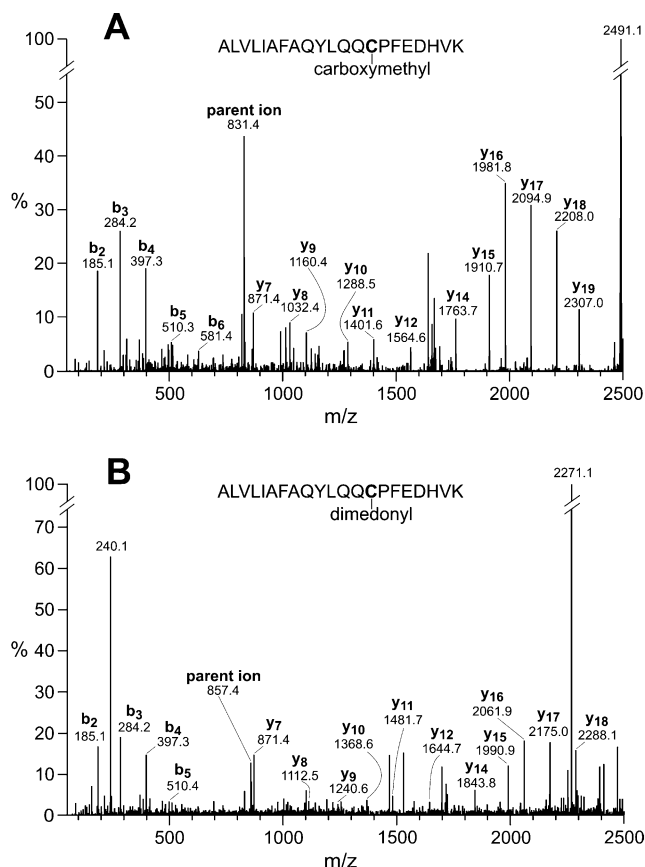 A
ALVLIAFAQYLQQCPFEDHVK
carboxymethyl
2491.1
100
50
40
30
20
10
0
%
parent ion
831.4
b2
185.1
b3
284.2
b4
397.3
b5
510.3
b6
581.4
y7
871.4
y8
1032.4
y9
1160.4
y10
1288.5
y11
1401.6
y12
1564.6
y14
1763.7
y15
1910.7
y16
1981.8
y17
2094.9
y18
2208.0
y19
2307.0
500 1000 1500 2000 2500
m/z
B
ALVLIAFAQYLQQCPFEDHVK
dimedonyl
2271.1
100
70
60
50
40
30
20
10
0
%
240.1
parent ion
857.4
b2
185.1
b3
284.2
b4
397.3
b5
510.4
y7
871.4
y8
1112.5
y9
1240.6
y10
1368.6
y11
1481.7
y12
1644.7
y14
1843.8
y15
1990.9
y16
2061.9
y17
2175.0
y18
2288.1
500 1000 1500 2000 2500
m/z